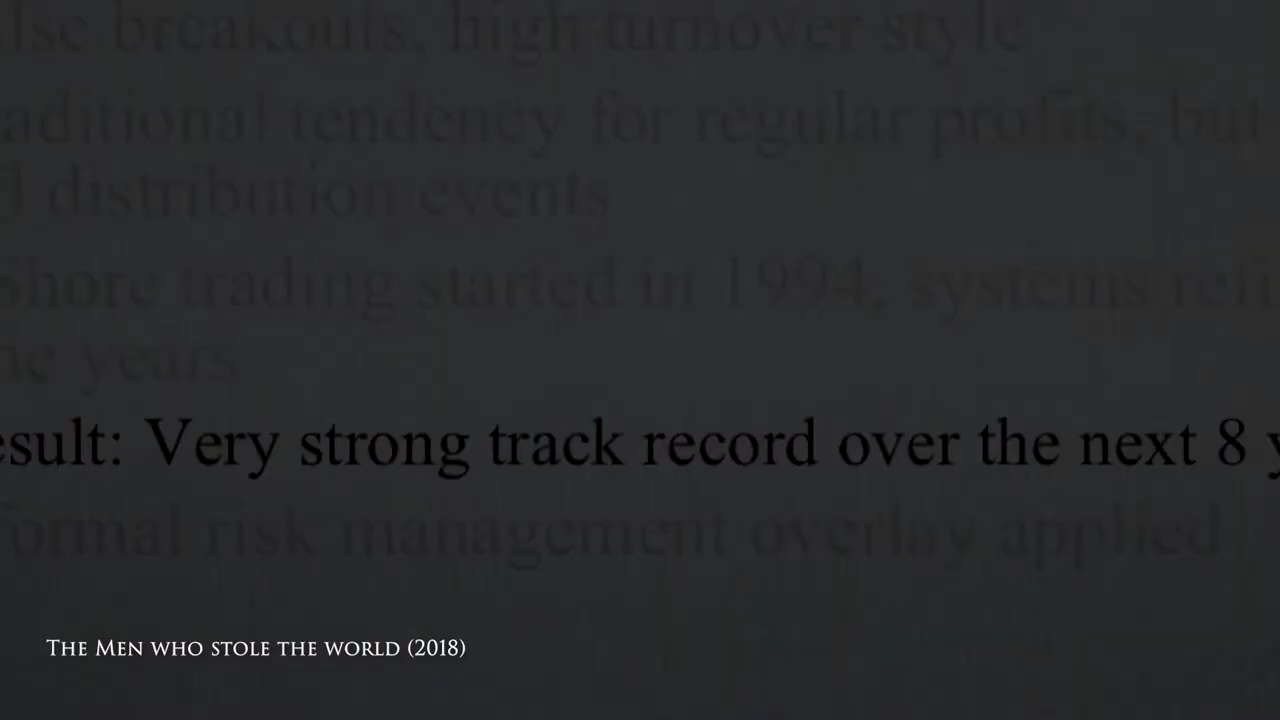 lse breakouts, high turnover style
aditional tendency for regular profits, but
l distribution events
shore trading started in 1994, systems refi
he years
esult: Very strong track record over the next 8 y
formal risk management overlay applied
The Men who stole the world (2018)